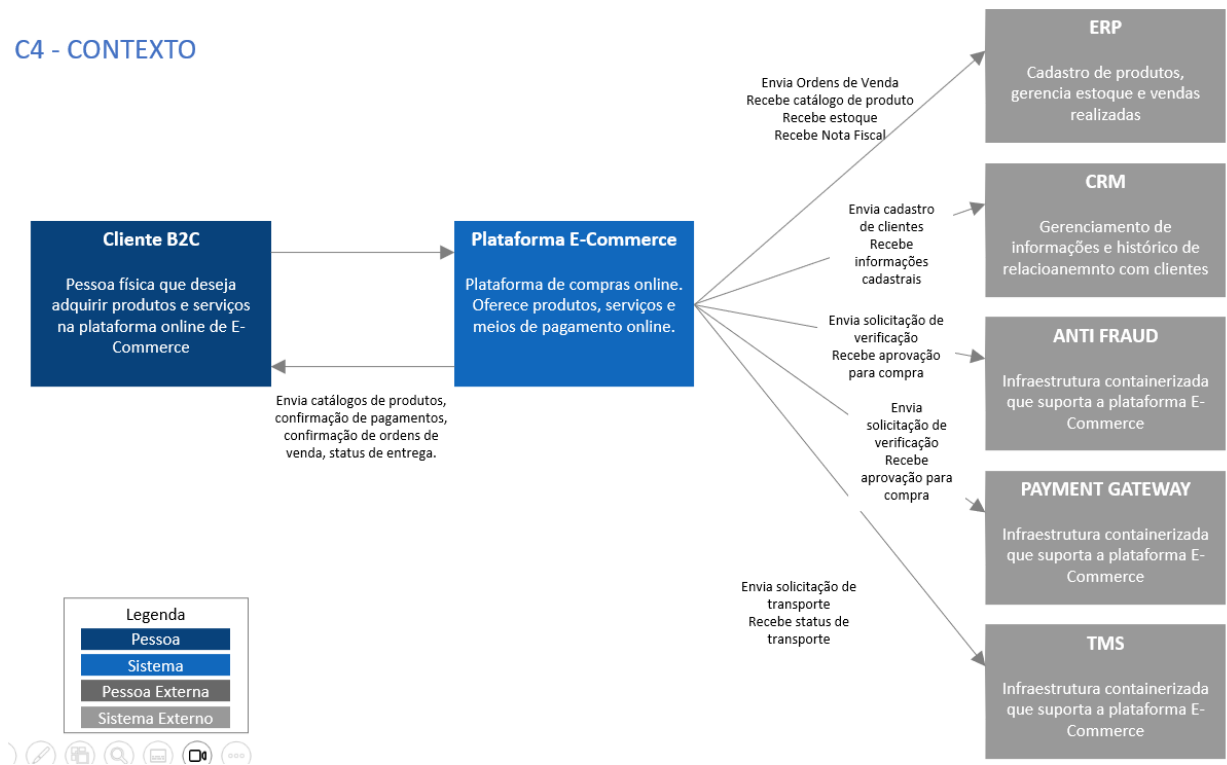 C4 - CONTEXTO
Cliente B2C
Pessoa física que deseja
adquirir produtos e serviços
na plataforma online de E-
Commerce
Plataforma E-Commerce
Plataforma de compras online.
Oferece produtos, serviços e
meios de pagamento online.
Envia catálogos de produtos,
confirmação de pagamentos,
confirmação de ordens de
venda, status de entrega.
Envia Ordens de Venda
Recebe catálogo de produto
Recebe estoque
Recebe Nota Fiscal
Envia cadastro
de clientes
Recebe
informações
cadastrais
Envia solicitação de
verificação
Recebe aprovação
para compra
Envia
solicitação de
verificação
Recebe
aprovação para
compra
Envia solicitação de
transporte
Recebe status de
transporte
ERP
Cadastro de produtos,
gerencia estoque e vendas
realizadas
CRM
Gerenciamento de
informações e histórico de
relacioanemnto com clientes
ANTI FRAUD
Infraestrutura containerizada
que suporta a plataforma E-
Commerce
PAYMENT GATEWAY
Infraestrutura containerizada
que suporta a plataforma E-
Commerce
TMS
Infraestrutura containerizada
que suporta a plataforma E-
Commerce
Legenda
Pessoa
Sistema
Pessoa Externa
Sistema Externo